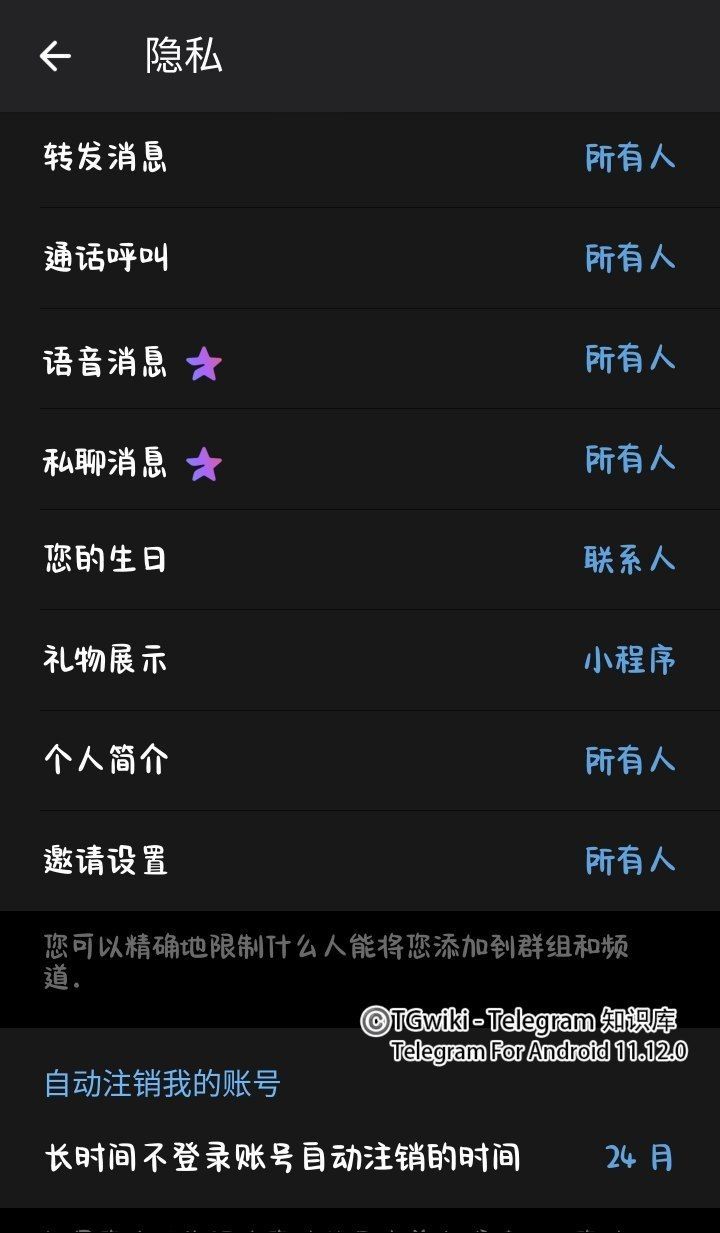 隐私
转发消息 所有人
通话呼叫 所有人
语音消息 所有人
私聊消息 所有人
您的生日 联系人
礼物展示 小程序
个人简介 所有人
邀请设置 所有人
您可以精确地限制什么人能将您添加到群组和频
道.
©TGwiki - Telegram 知识库
Telegram For Android 11.12.0
自动注销我的账号
长时间不登录账号自动注销的时间 24 月